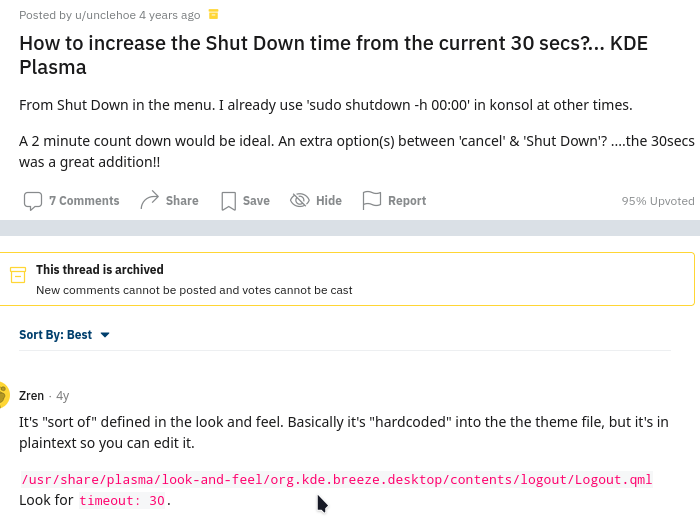 Posted by u/unclehoe 4 years ago
How to increase the Shut Down time from the current 30 secs?... KDE
Plasma
From Shut Down in the menu. I already use 'sudo shutdown -h 00:00' in konsol at other times.
A 2 minute count down would be ideal. An extra option(s) between 'cancel' & 'Shut Down'? ....the 30secs
was a great addition!!
7 Comments Share Save Hide Report 95% Upvoted
This thread is archived
New comments cannot be posted and votes cannot be cast
Sort By: Best
Zren · 4y
It's "sort of" defined in the look and feel. Basically it's "hardcoded" into the the theme file, but it's in
plaintext so you can edit it.
/usr/share/plasma/look-and-feel/org.kde.breeze.desktop/contents/logout/Logout.qml
Look for timeout: 30.